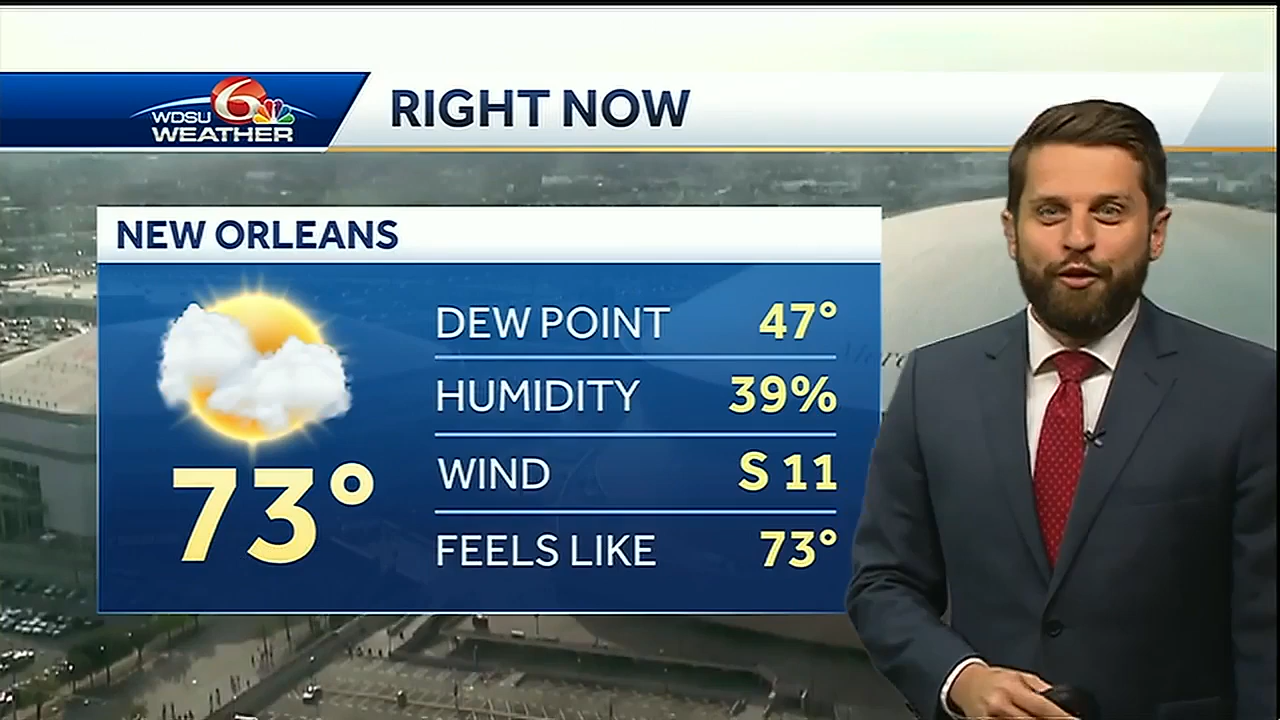 WDSU 6
WEATHER
RIGHT NOW
NEW ORLEANS
73°
DEW POINT 47°
HUMIDITY 39%
WIND S 11
FEELS LIKE 73°